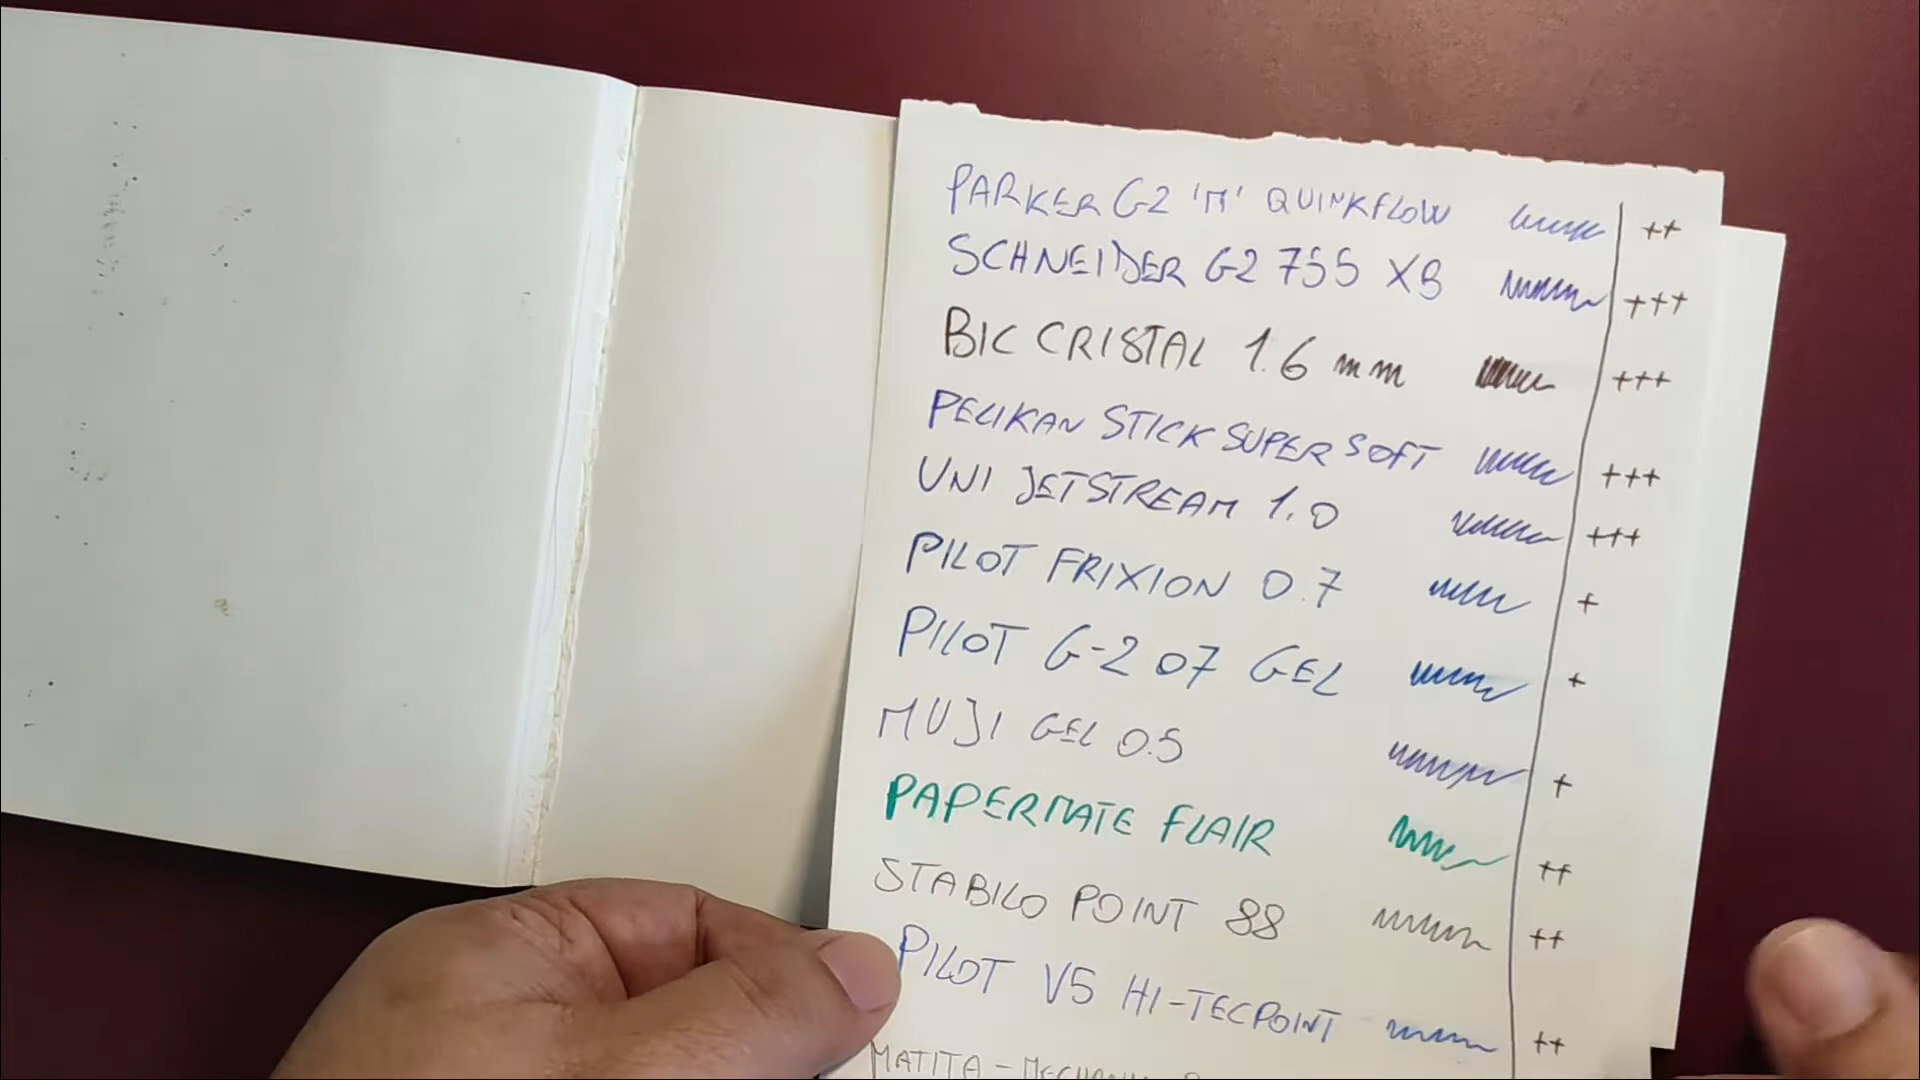 PARKER G2 'M' QUINKFLOW ++
SCHNEIDER G2 755 XB +++
BIC CRISTAL 1.6 mm +++
PELIKAN STICK SUPER SOFT +++
UNI JETSTREAM 1.0 +++
PILOT FRIXION 0.7 +
PILOT G-2 07 GEL +
MUJI GEL 0.5 +
PAPERMATE FLAIR ++
STABILO POINT 88 ++
PILOT V5 HI-TECPOINT ++
MATITA -